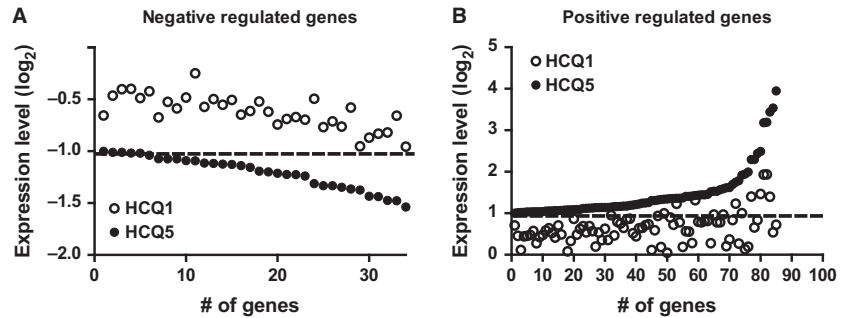 A
Negative regulated genes
Expression level (log2)
–0.5
–1.0
–1.5
–2.0
HCQ1
HCQ5
0
10
20
30
# of genes
B
Positive regulated genes
Expression level (log2)
5
4
3
2
1
0
HCQ1
HCQ5
0 10 20 30 40 50 60 70 80 90 100
# of genes